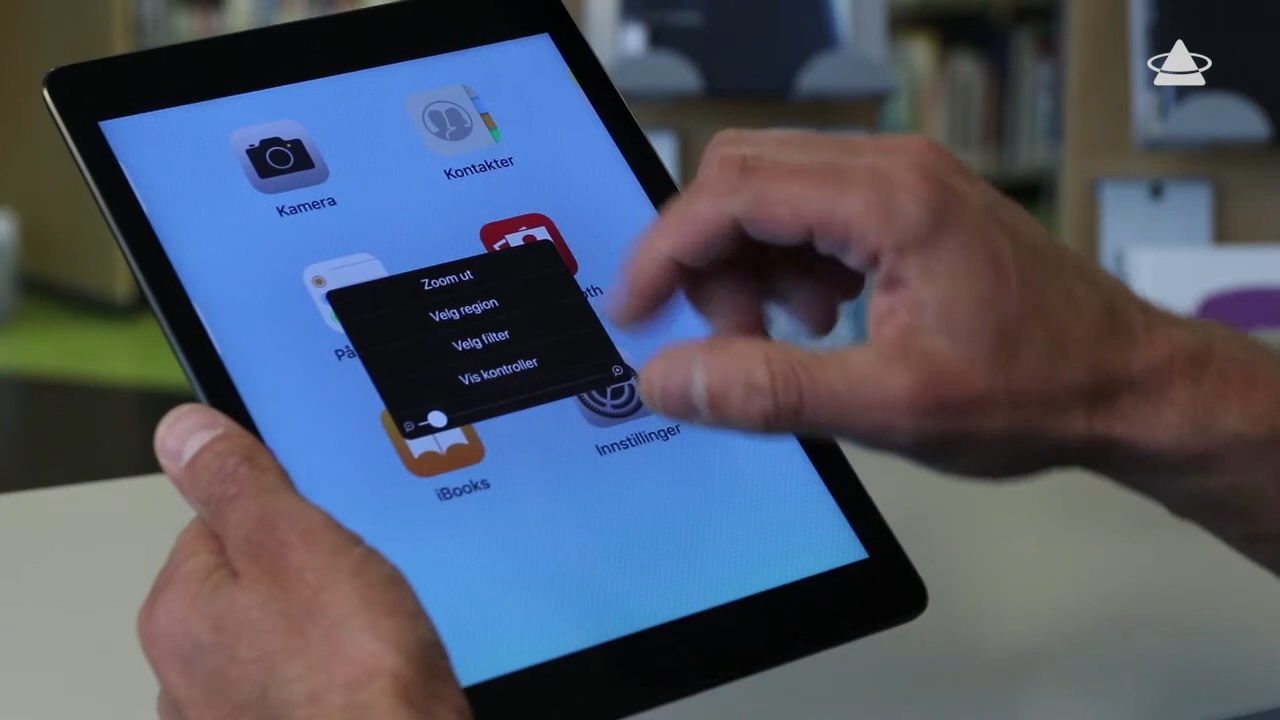 Kamera
Kontakter
Zoom ut
Velg region
Velg filter
Vis kontroller
iBooks
Innstillinger